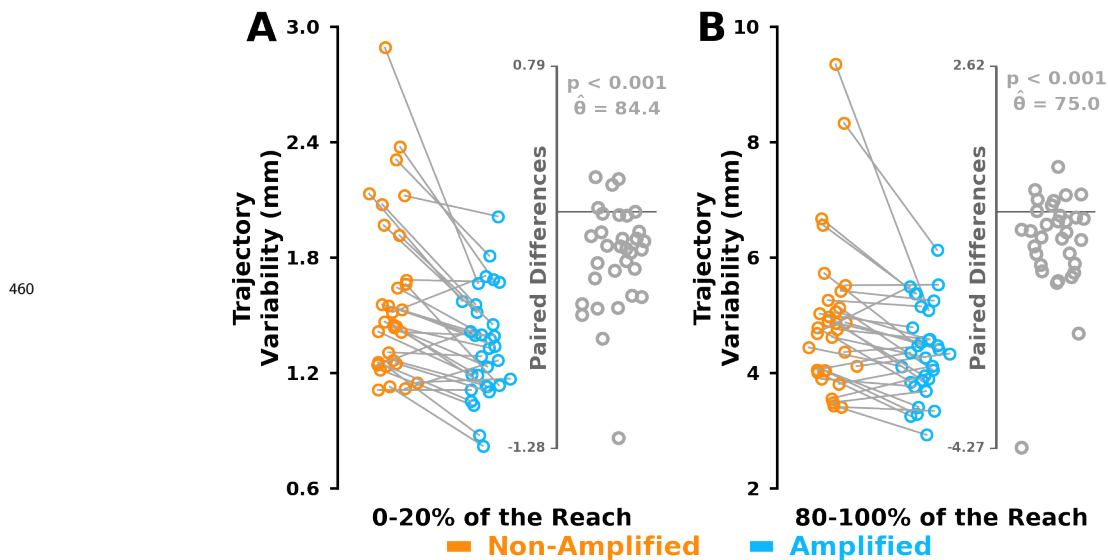 460
A
3.0
2.4
1.8
1.2
0.6
Trajectory
Variability (mm)
0.79
-1.28
Paired Differences
p < 0.001
θ̂ = 84.4
0-20% of the Reach
B
10
8
6
4
2
Trajectory
Variability (mm)
2.62
-4.27
Paired Differences
p < 0.001
θ̂ = 75.0
80-100% of the Reach
Non-Amplified
Amplified